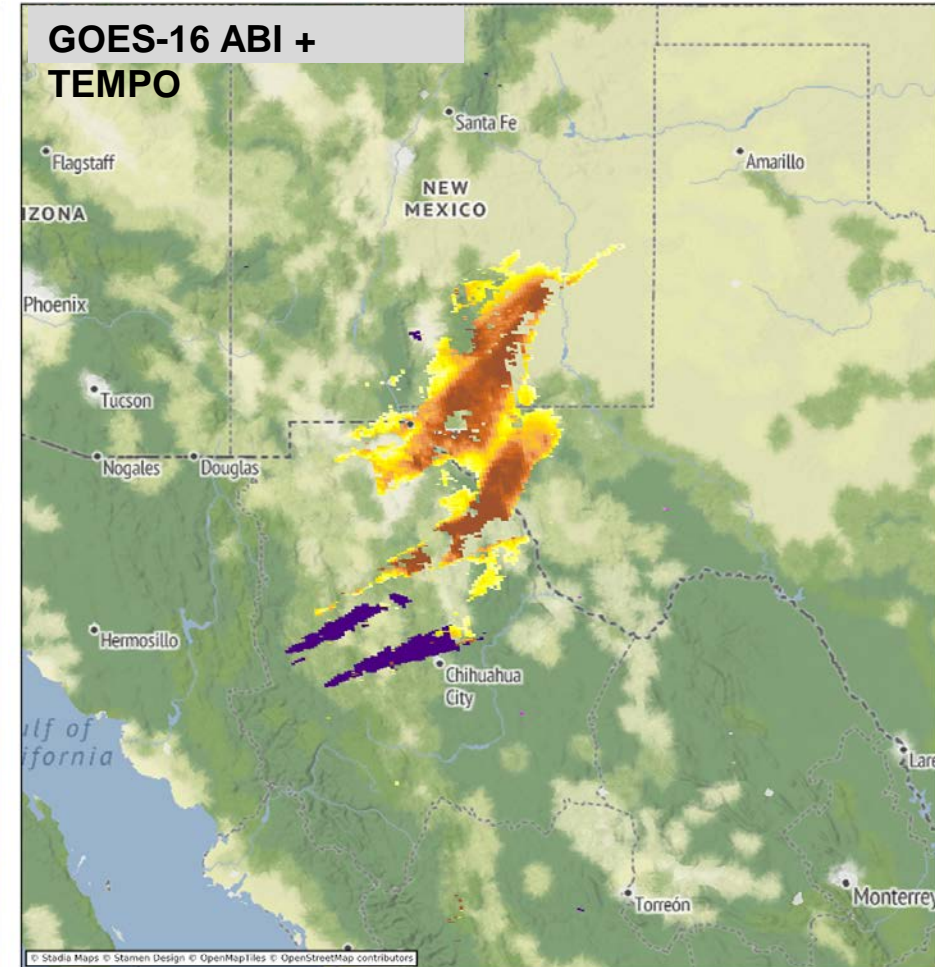 GOES-16 ABI +
TEMPO
Santa Fe
Flagstaff
Amarillo
NEW
MEXICO
IZONA
Phoenix
Tucson
Nogales
Douglas
Hermosillo
Chihuahua
City
ulf of
ifornia
Lare
Torreón
Monterrey
© Stadia Maps © Stamen Design © OpenMapTiles © OpenStreetMap contributors